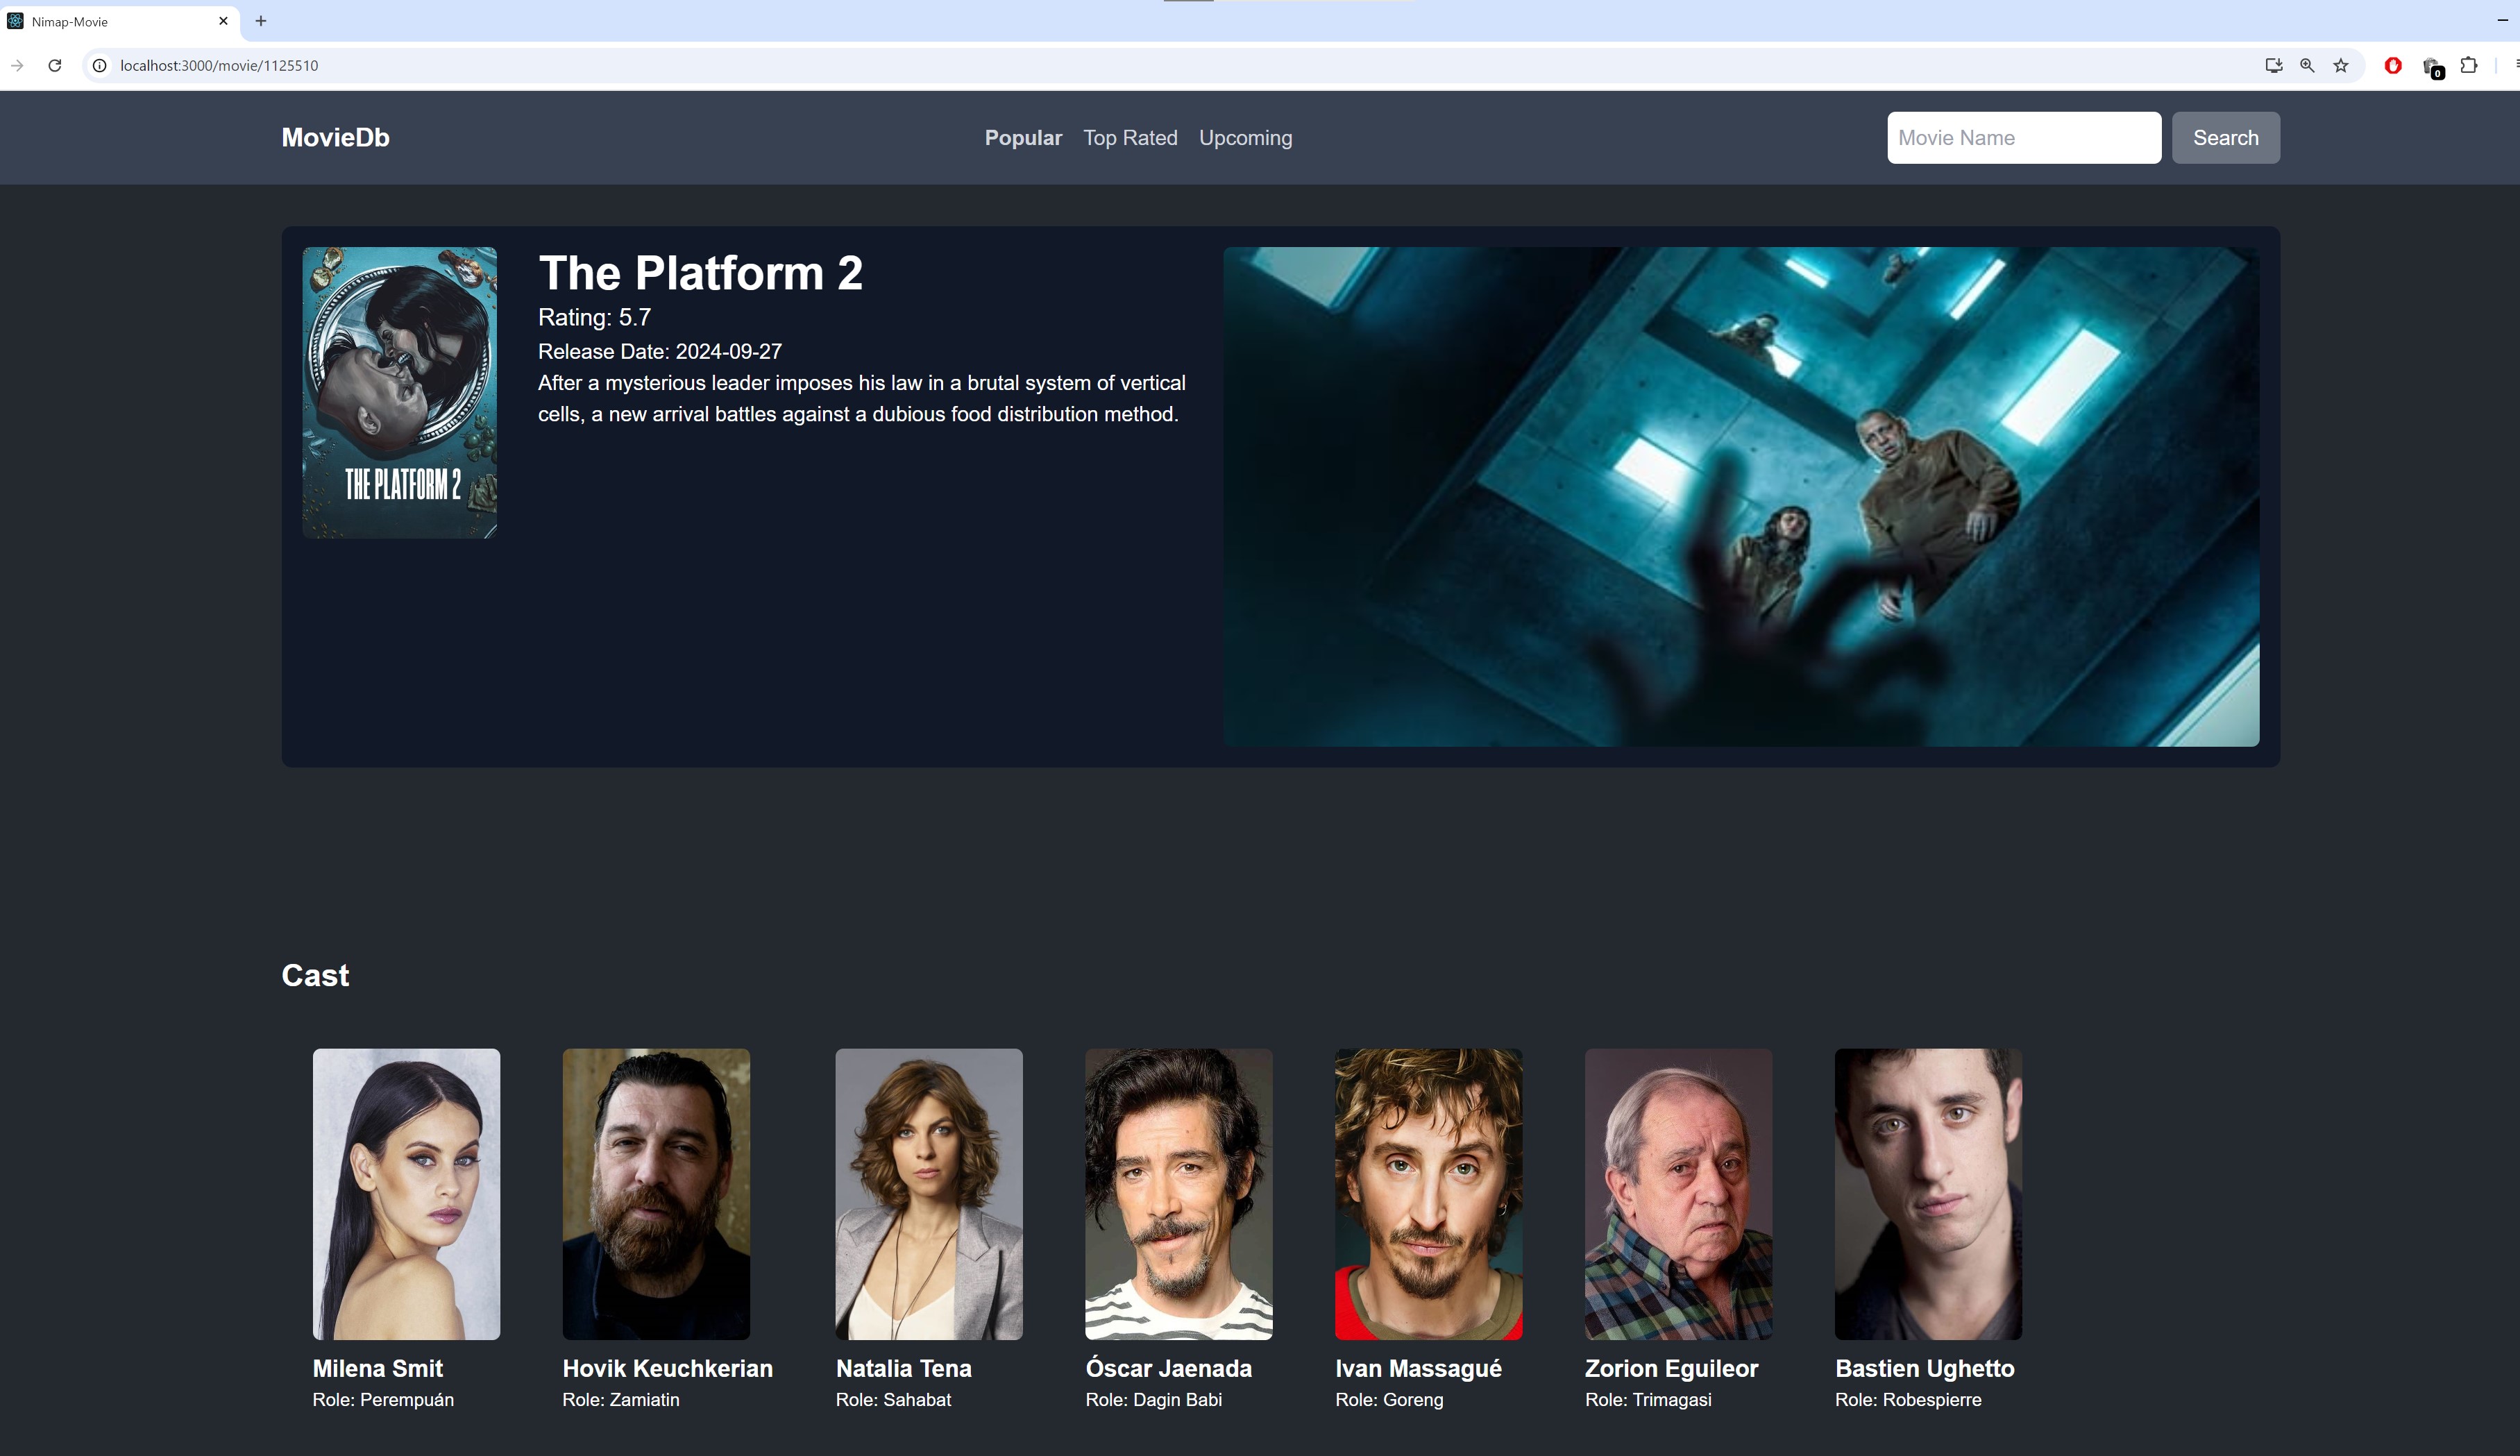 Nimap-Movie
localhost:3000/movie/1125510
0
MovieDb
Popular Top Rated Upcoming
Movie Name
Search
The Platform 2
Rating: 5.7
Release Date: 2024-09-27
After a mysterious leader imposes his law in a brutal system of vertical
cells, a new arrival battles against a dubious food distribution method.
THE PLATFORM 2
Cast
Milena Smit
Role: Perempuán
Hovik Keuchkerian
Role: Zamiatin
Natalia Tena
Role: Sahabat
Óscar Jaenada
Role: Dagin Babi
Ivan Massagué
Role: Goreng
Zorion Eguileor
Role: Trimagasi
Bastien Ughetto
Role: Robespierre